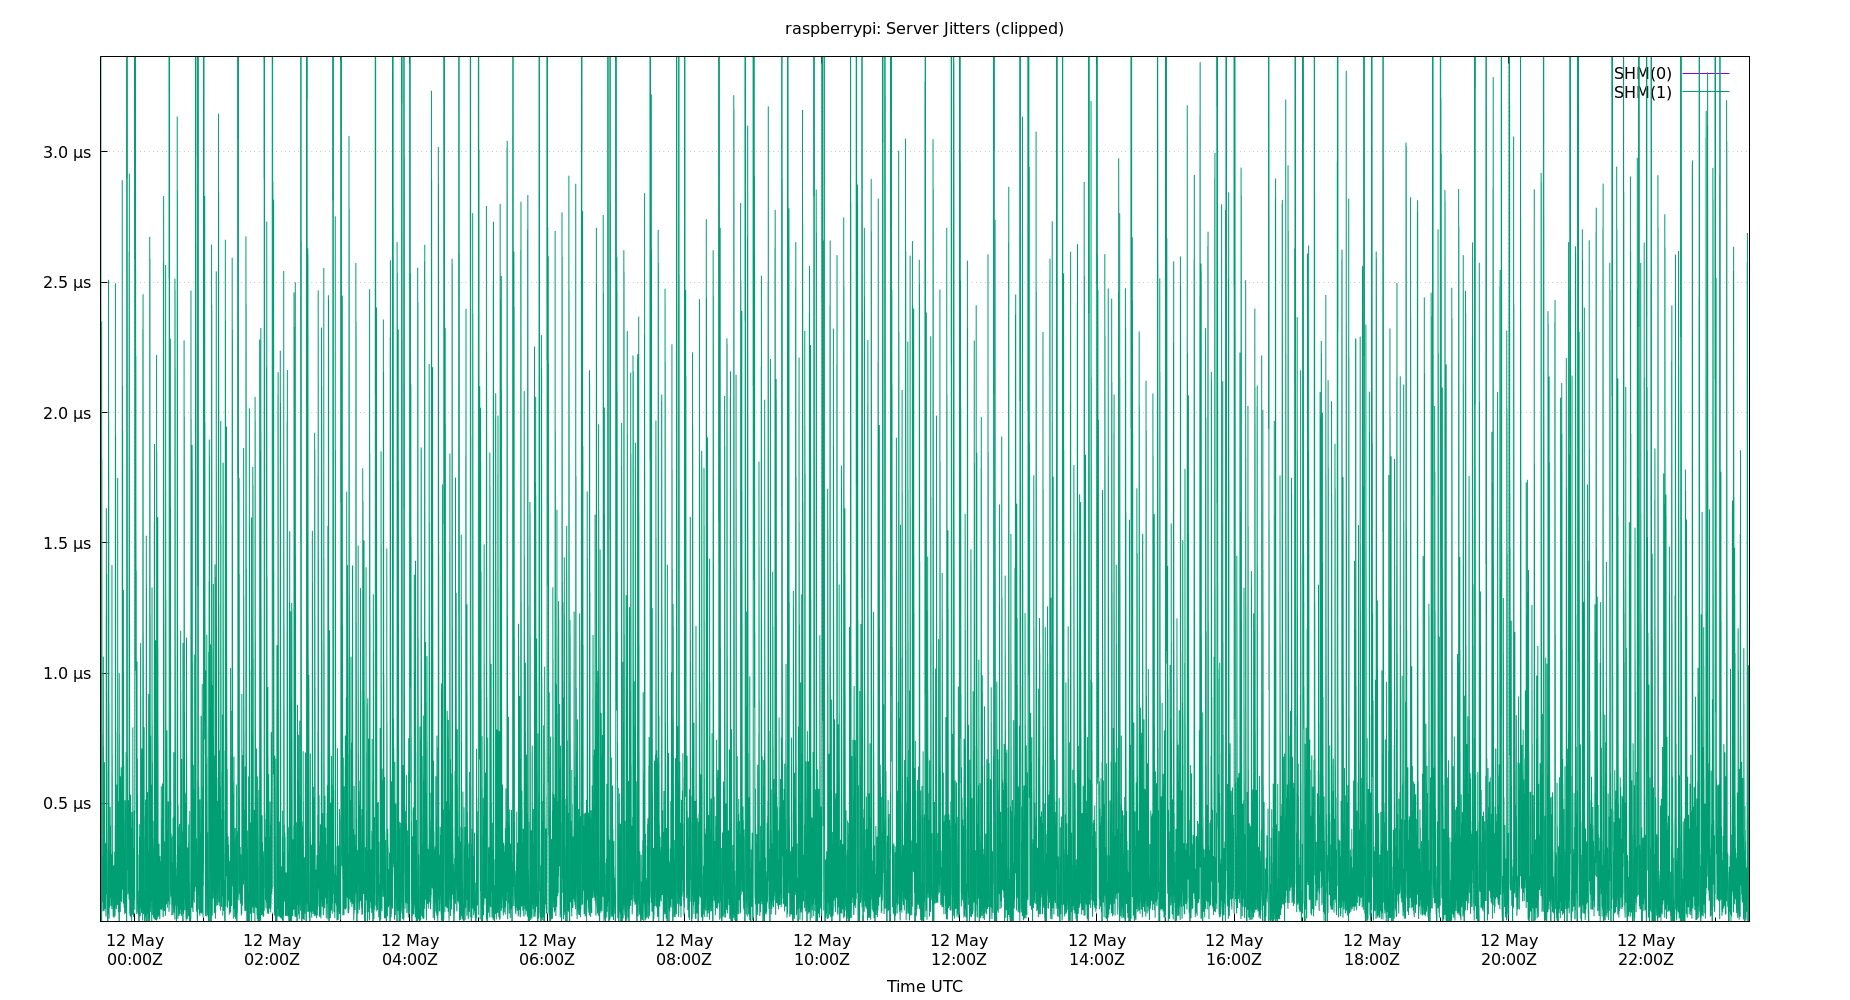 raspberrypi: Server Jitters (clipped)
SHM(0)
SHM(1)
3.0 μs
2.5 μs
2.0 μs
1.5 μs
1.0 μs
0.5 μs
12 May 12 May 12 May 12 May 12 May 12 May 12 May 12 May 12 May 12 May 12 May 12 May
00:00Z 02:00Z 04:00Z 06:00Z 08:00Z 10:00Z 12:00Z 14:00Z 16:00Z 18:00Z 20:00Z 22:00Z
Time UTC